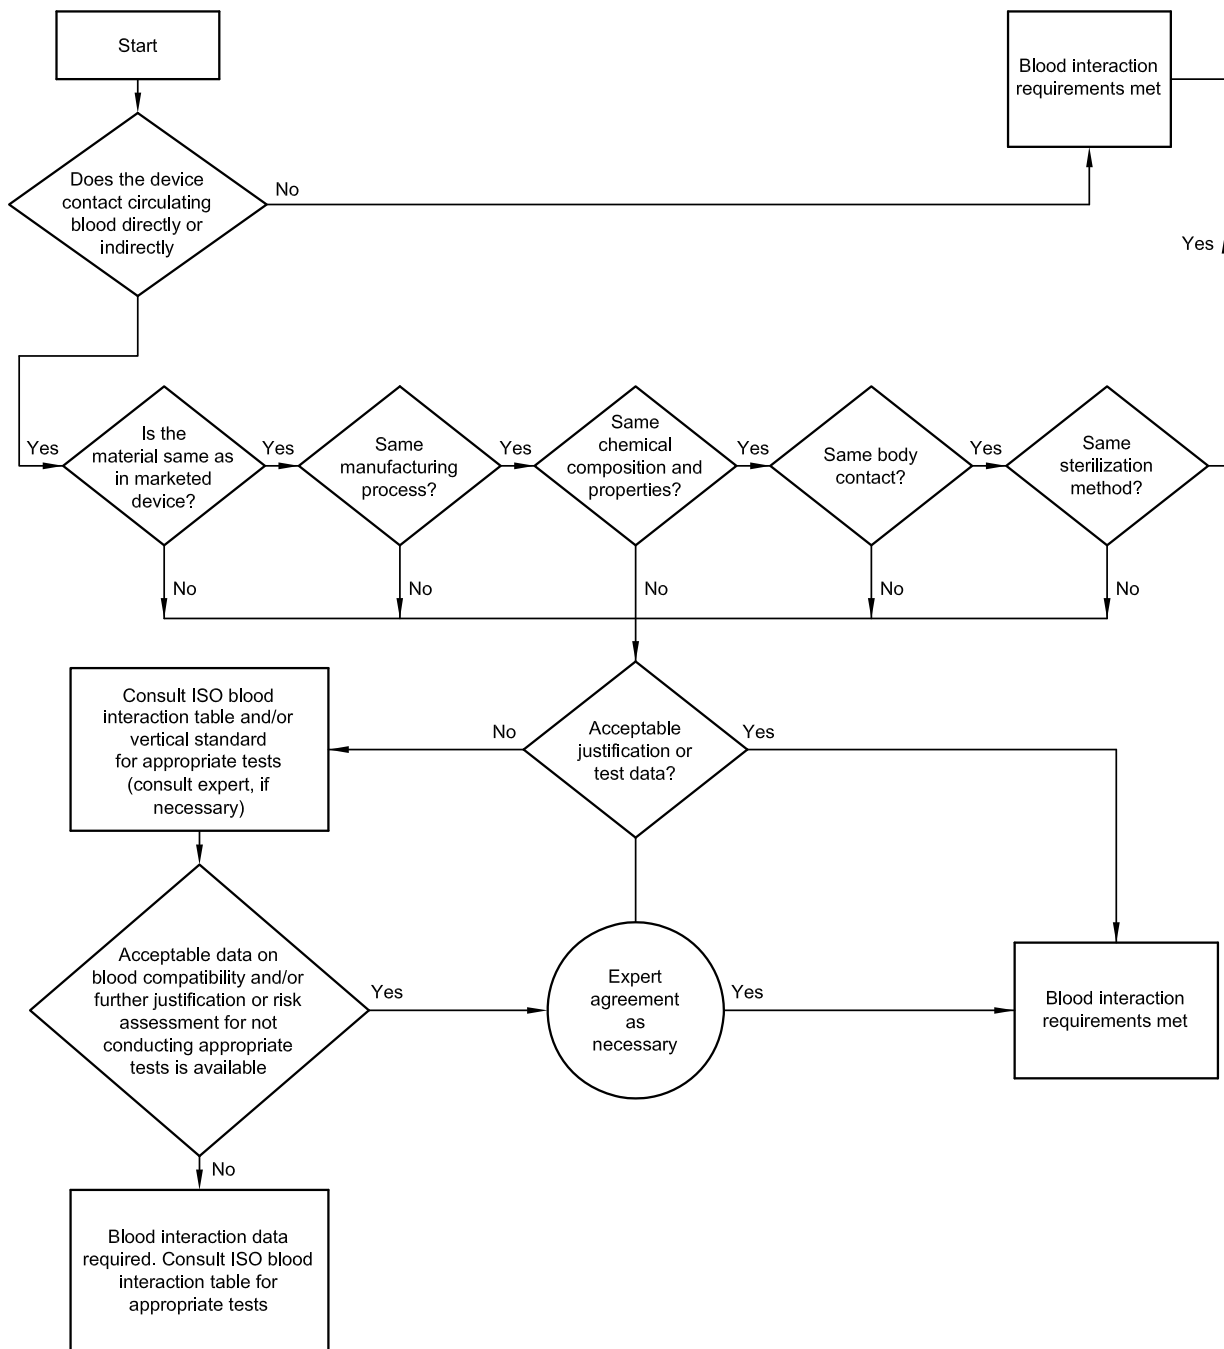 Start
Blood interaction
requirements met
Does the device
contact circulating
blood directly or
indirectly
No
Yes
Yes
Is the
material same as
in marketed
device?
Yes
Same
manufacturing
process?
Yes
Same
chemical
composition and
properties?
Yes
Same body
contact?
Yes
Same
sterilization
method?
No
No
No
No
No
Consult ISO blood
interaction table and/or
vertical standard
for appropriate tests
(consult expert, if
necessary)
No
Acceptable
justification or
test data?
Yes
Acceptable data on
blood compatibility and/or
further justification or risk
assessment for not
conducting appropriate
tests is available
Yes
Expert
agreement
as
necessary
Yes
Blood interaction
requirements met
No
Blood interaction data
required. Consult ISO blood
interaction table for
appropriate tests